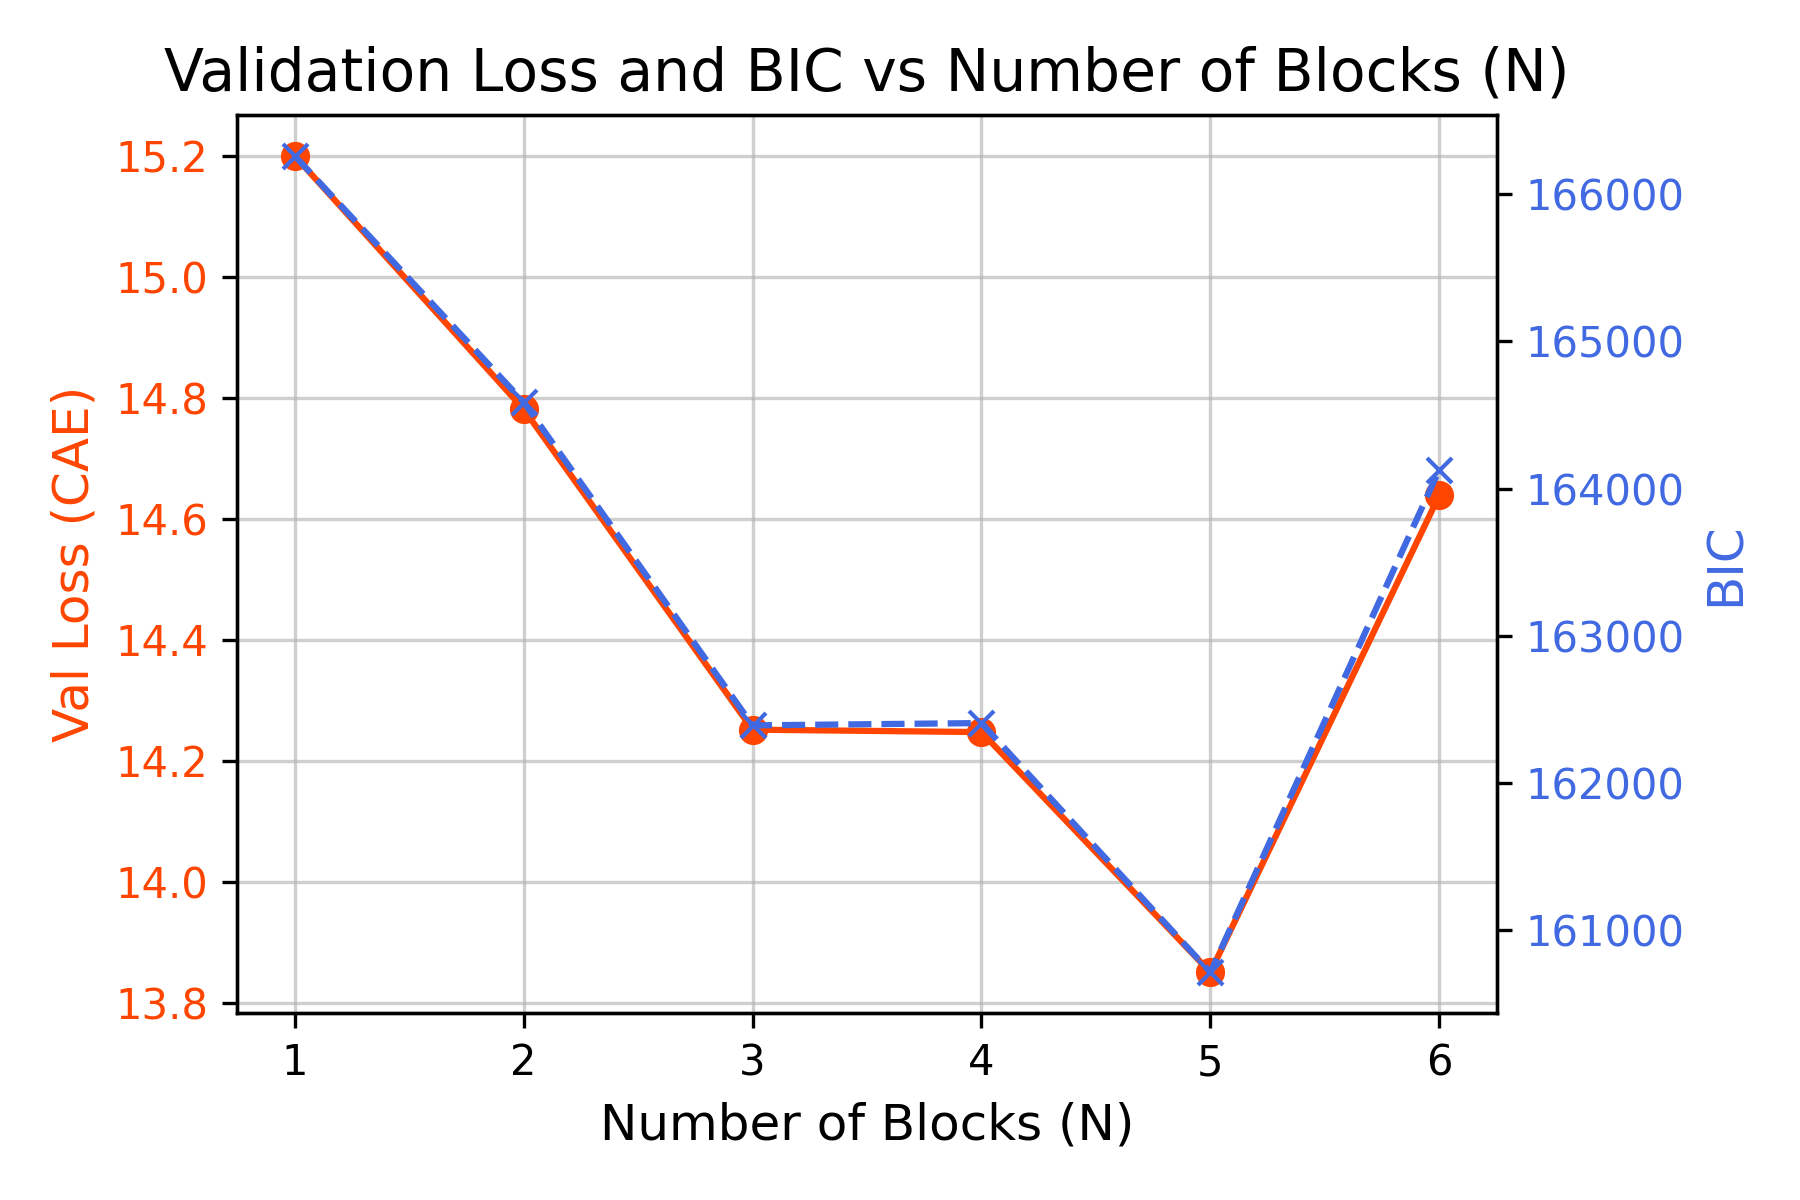 Validation Loss and BIC vs Number of Blocks (N)
15.2
15.0
14.8
14.6
14.4
14.2
14.0
13.8
Val Loss (CAE)
166000
165000
164000
163000
162000
161000
BIC
1 2 3 4 5 6
Number of Blocks (N)